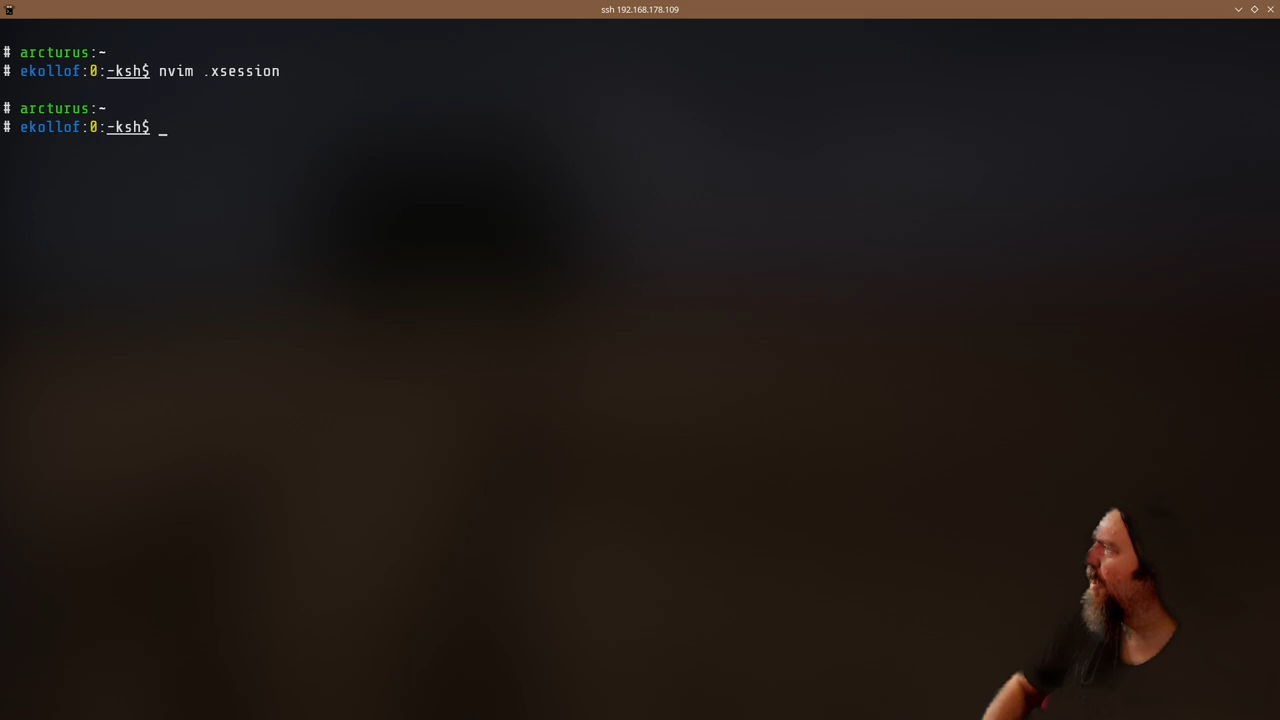 ssh 192.168.178.109
# arcturus:~
# ekollof:0:-ksh$ nvim .xsession
# arcturus:~
# ekollof:0:-ksh$ _